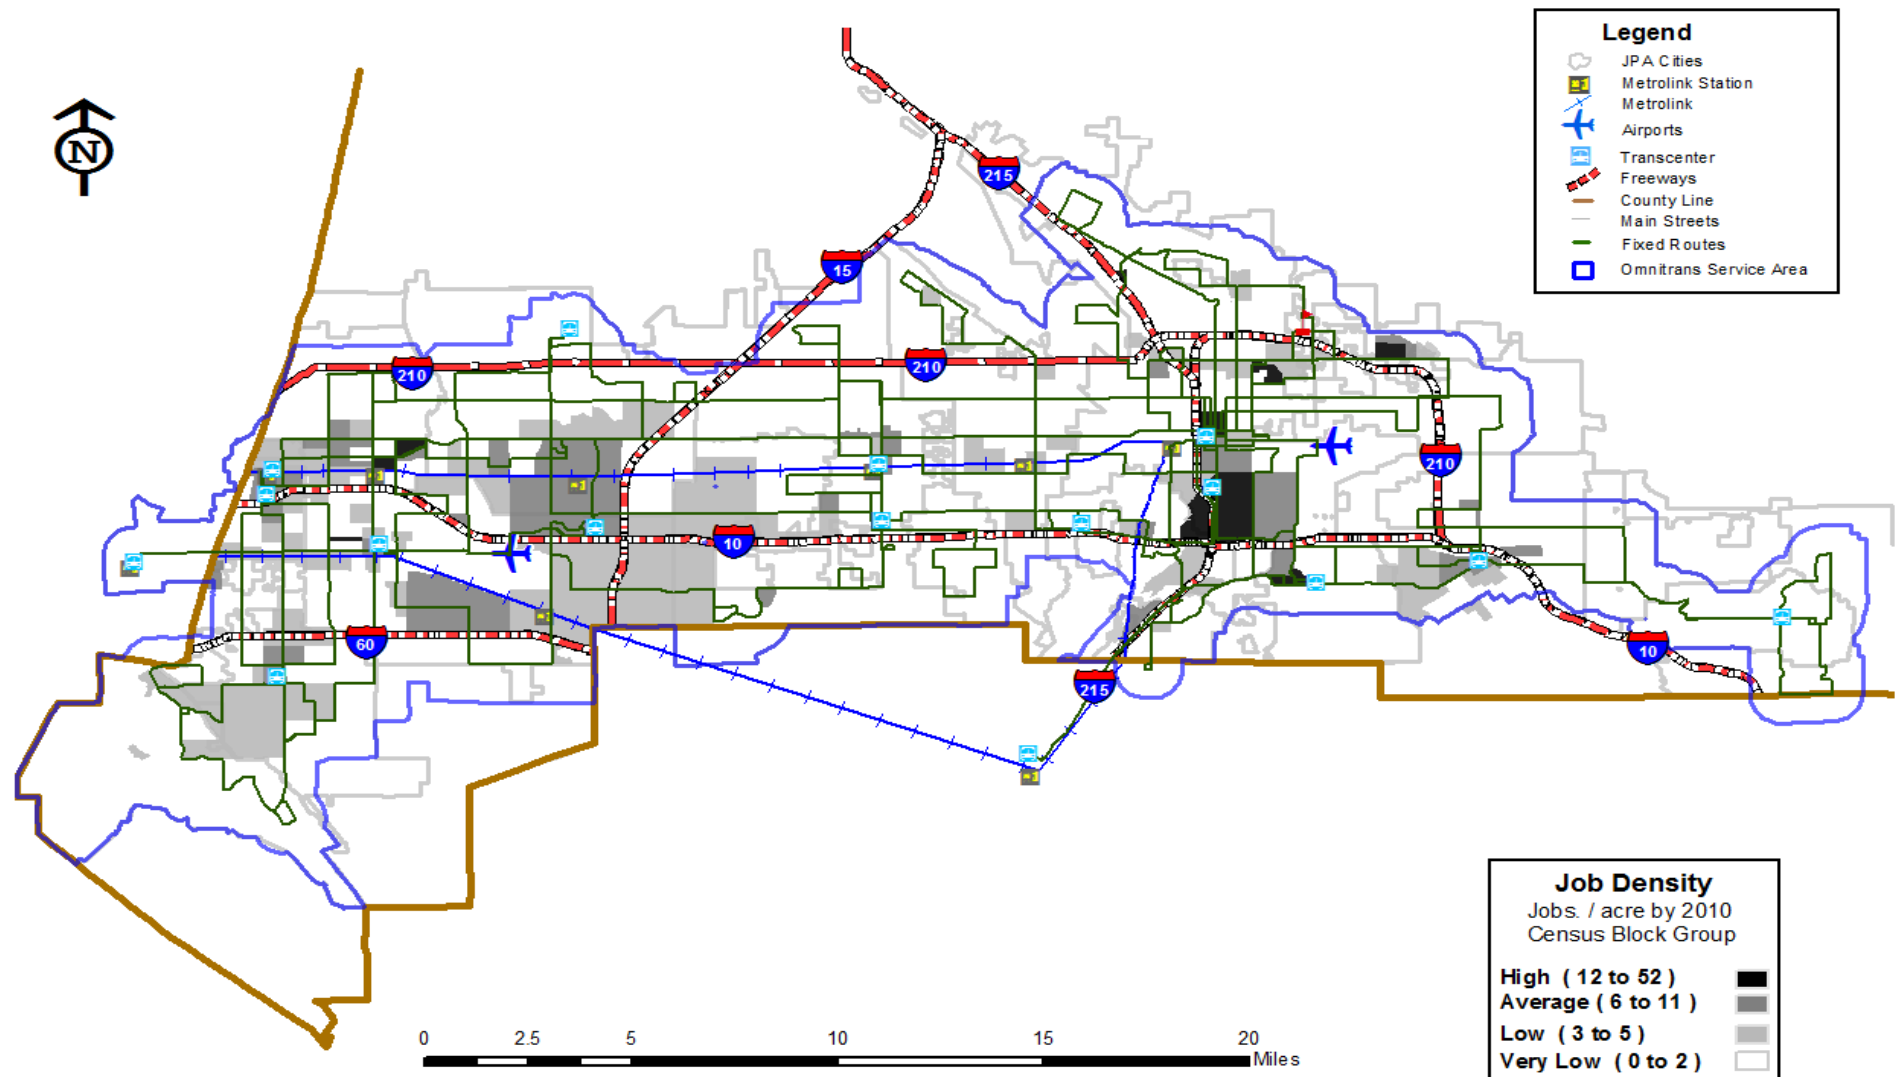 N
Legend
JPA Cities
Metrolink Station
Metrolink
Airports
Transcenter
Freeways
County Line
Main Streets
Fixed Routes
Omnitrans Service Area
215
15
210
210
210
10
60
10
215
Job Density
Jobs. / acre by 2010
Census Block Group
High ( 12 to 52 )
Average ( 6 to 11 )
Low ( 3 to 5 )
Very Low ( 0 to 2 )
0 2.5 5 10 15 20
Miles